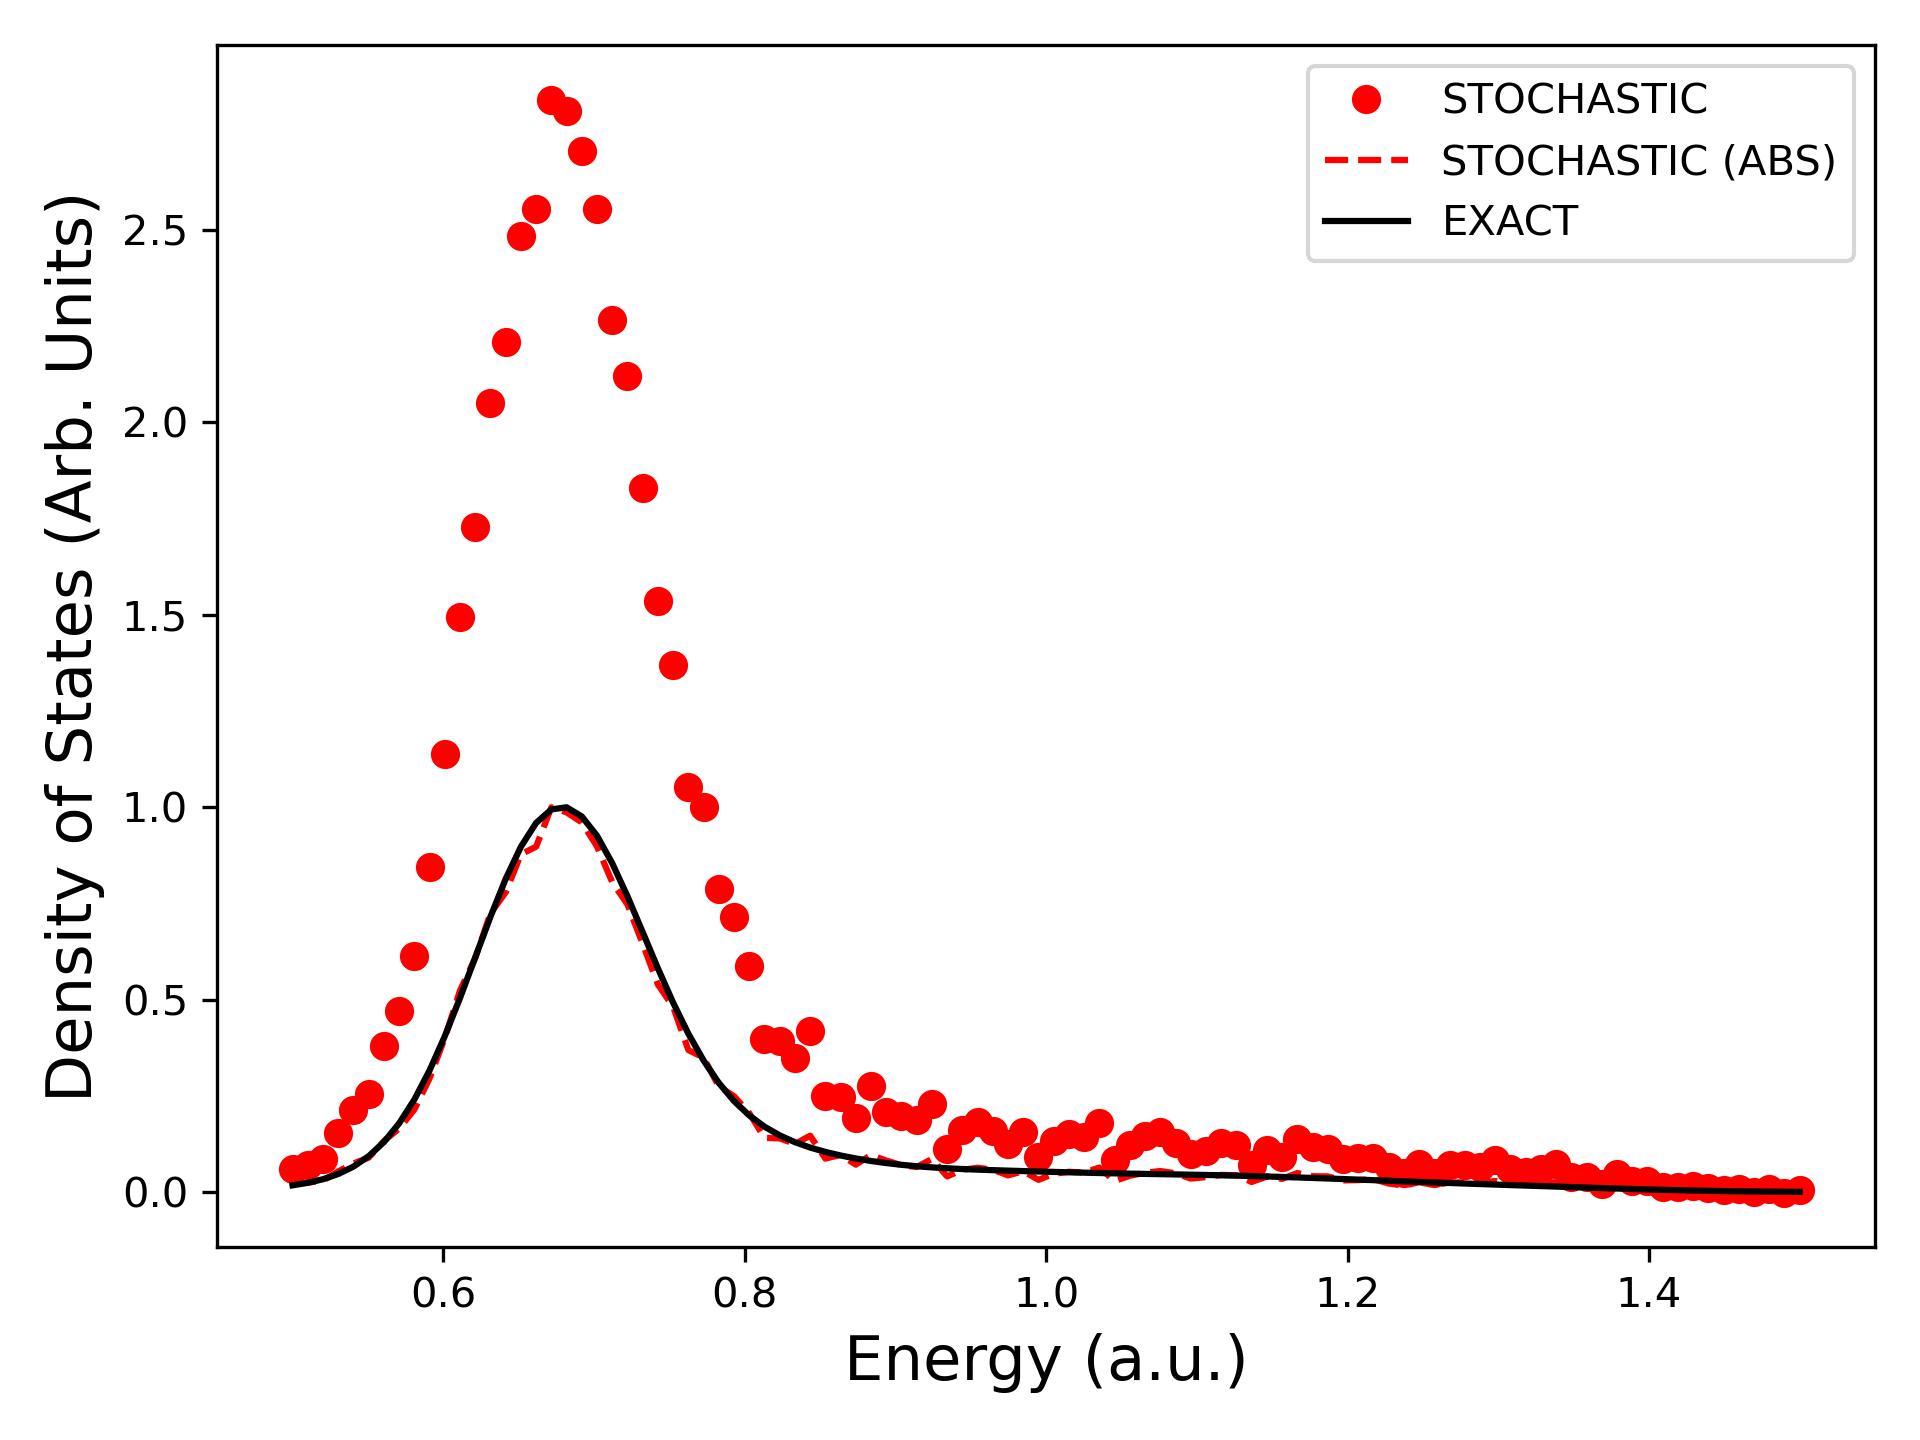 STOCHASTIC
STOCHASTIC (ABS)
EXACT
Density of States (Arb. Units)
2.5
2.0
1.5
1.0
0.5
0.0
0.6 0.8 1.0 1.2 1.4
Energy (a.u.)